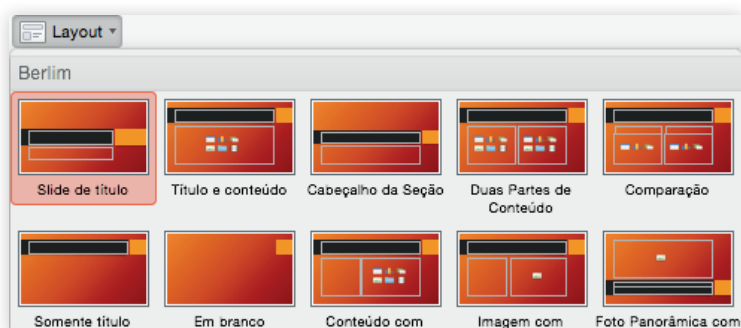 Layout
Berlim
Slide de título
Título e conteúdo
Cabeçalho da Seção
Duas Partes de
Conteúdo
Comparação
Somente título
Em branco
Conteúdo com
Imagem com
Foto Panorâmica com